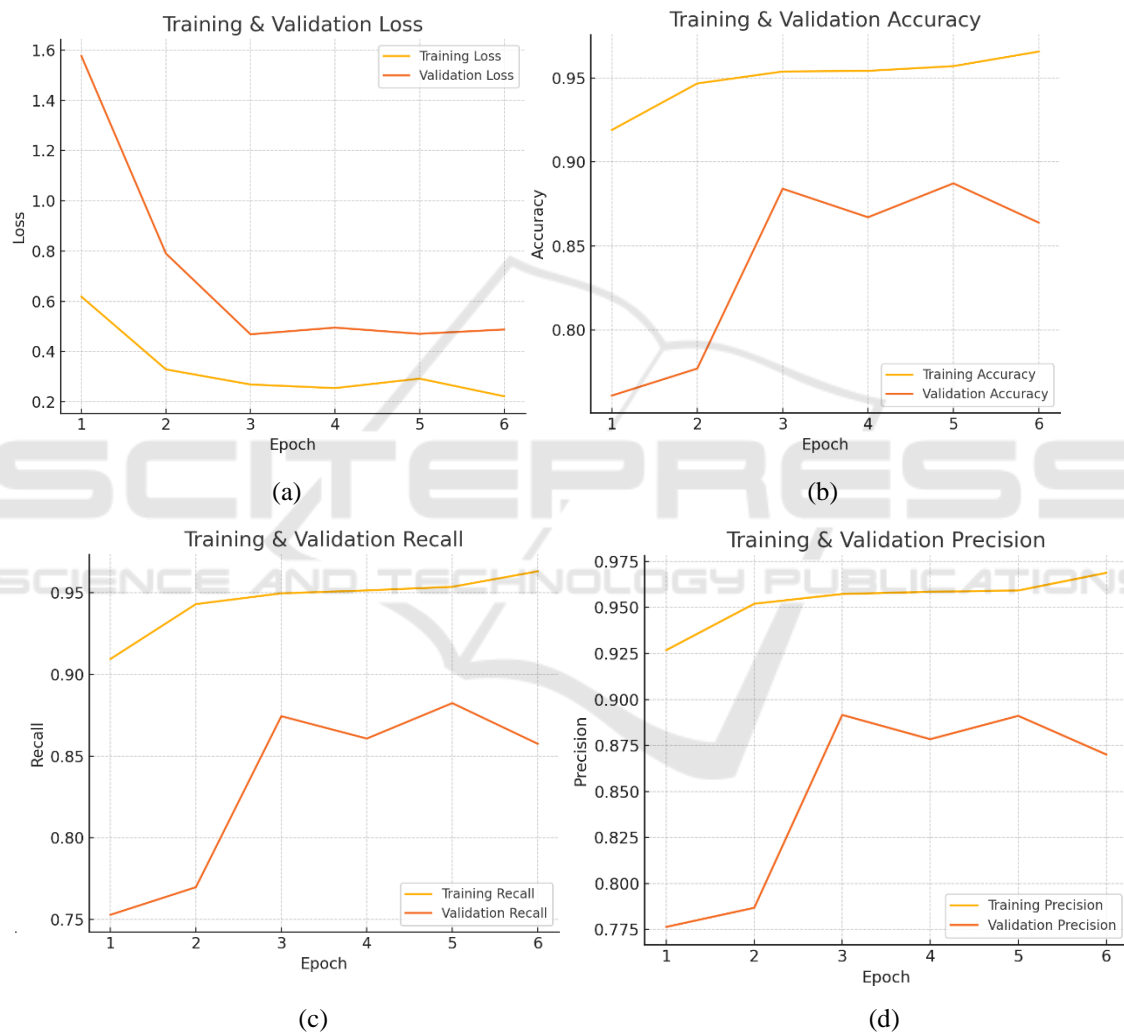 Training & Validation Loss
1.6
1.4
1.2
1.0
0.8
0.6
0.4
0.2
Loss
Training Loss
Validation Loss
1 2 3 4 5 6
Epoch
(a)
Training & Validation Accuracy
0.95
0.90
0.85
0.80
Accuracy
Training Accuracy
Validation Accuracy
1 2 3 4 5 6
Epoch
(b)
SCITEPRESS
SCIENCE AND TECHNOLOGY PUBLICATIONS
Training & Validation Recall
0.95
0.90
0.85
0.80
0.75
Recall
Training Recall
Validation Recall
1 2 3 4 5 6
Epoch
(c)
Training & Validation Precision
0.975
0.950
0.925
0.900
0.875
0.850
0.825
0.800
0.775
Precision
Training Precision
Validation Precision
1 2 3 4 5 6
Epoch
(d)